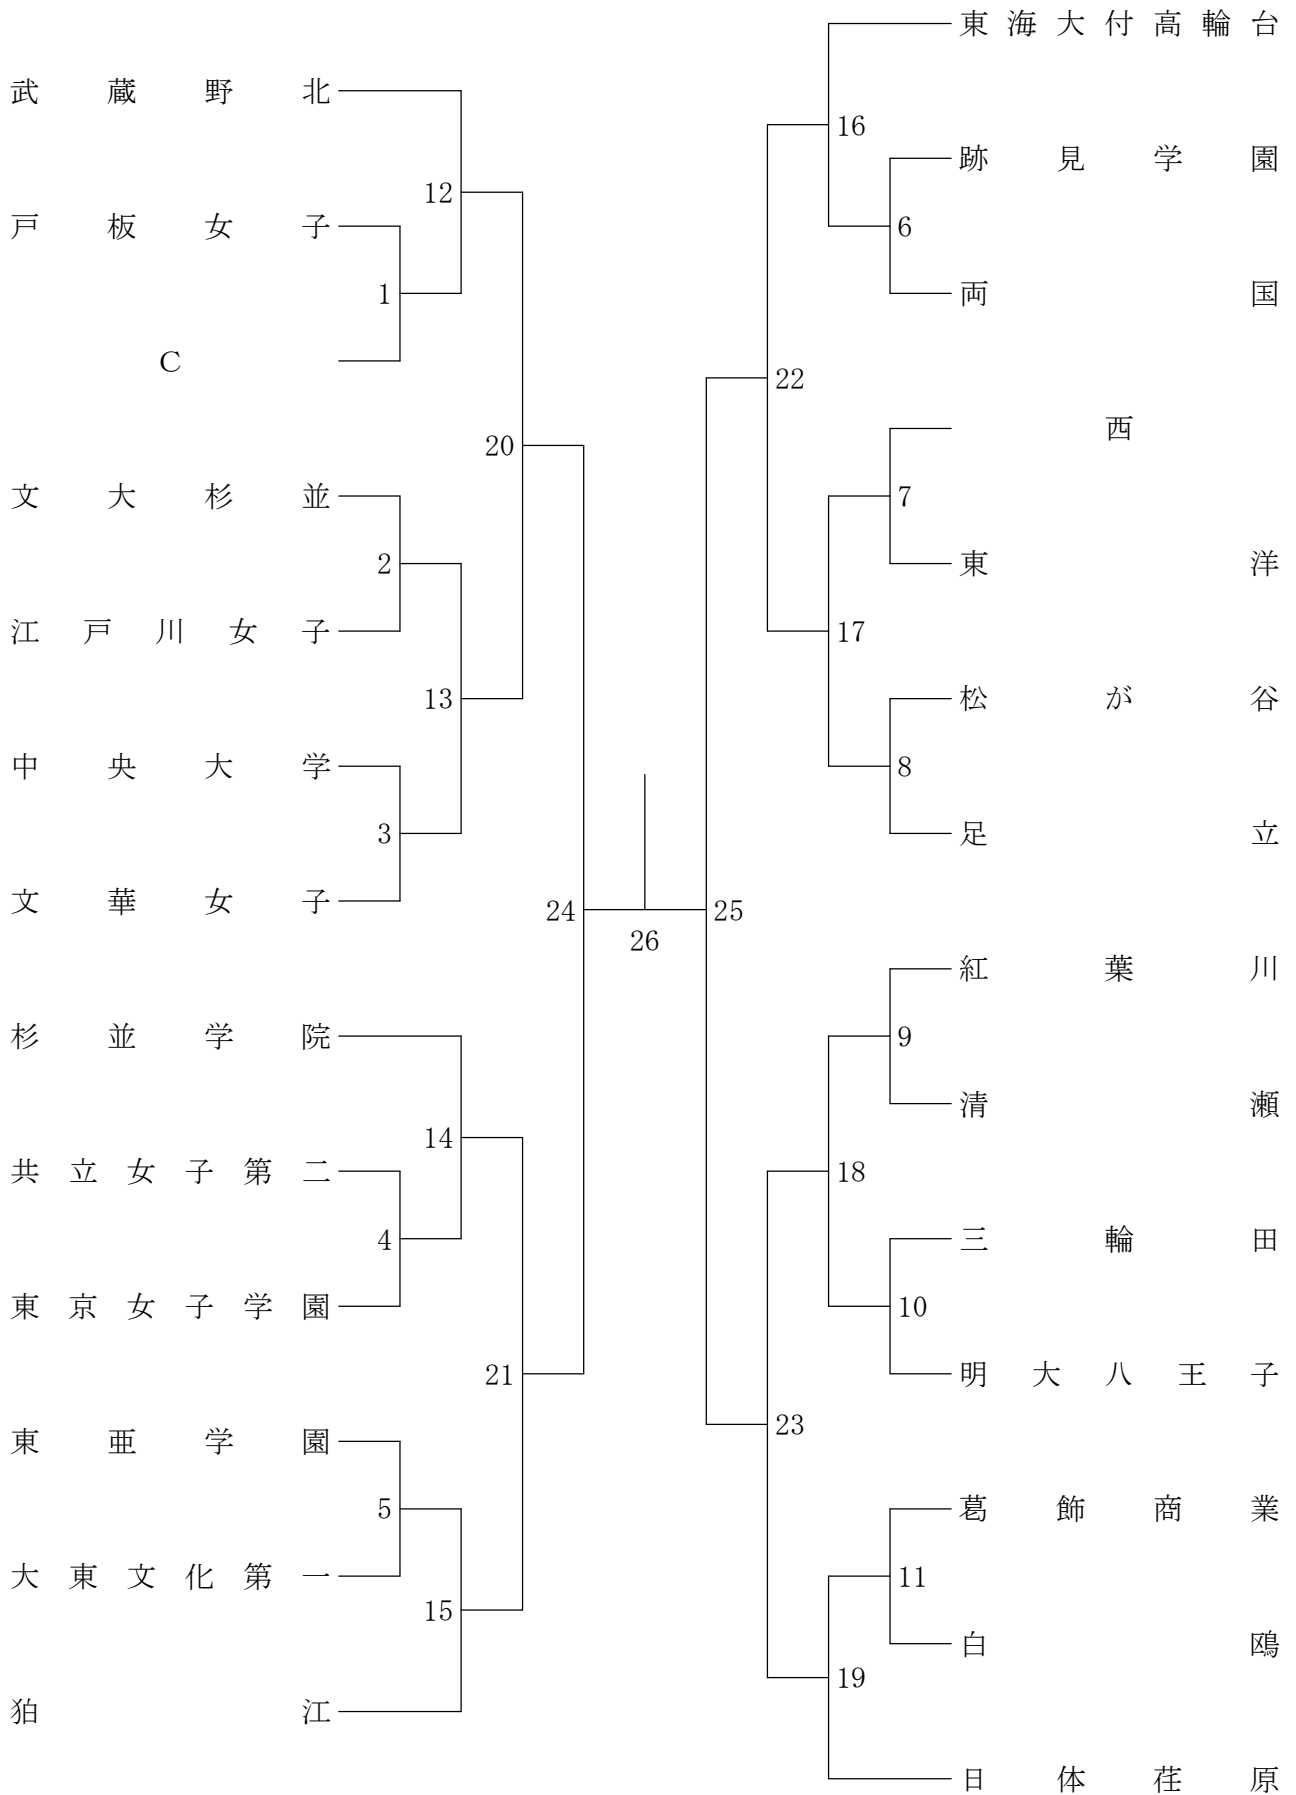 武蔵野北
12
戸板女子
1
C
20
文大杉並
2
江戸川女子
13
中央大学
3
文華女子
24
杉並学院
14
共立女子第二
4
東京女子学園
21
東亜学園
5
大東文化第一
15
狛江
26
東海大付高輪台
16
跡見学園
6
両国
22
西
7
東洋
17
松が谷
8
足立
25
紅葉川
9
清瀬
18
三輪田
10
明大八王子
23
葛飾商業
11
白鴎
19
日体荏原